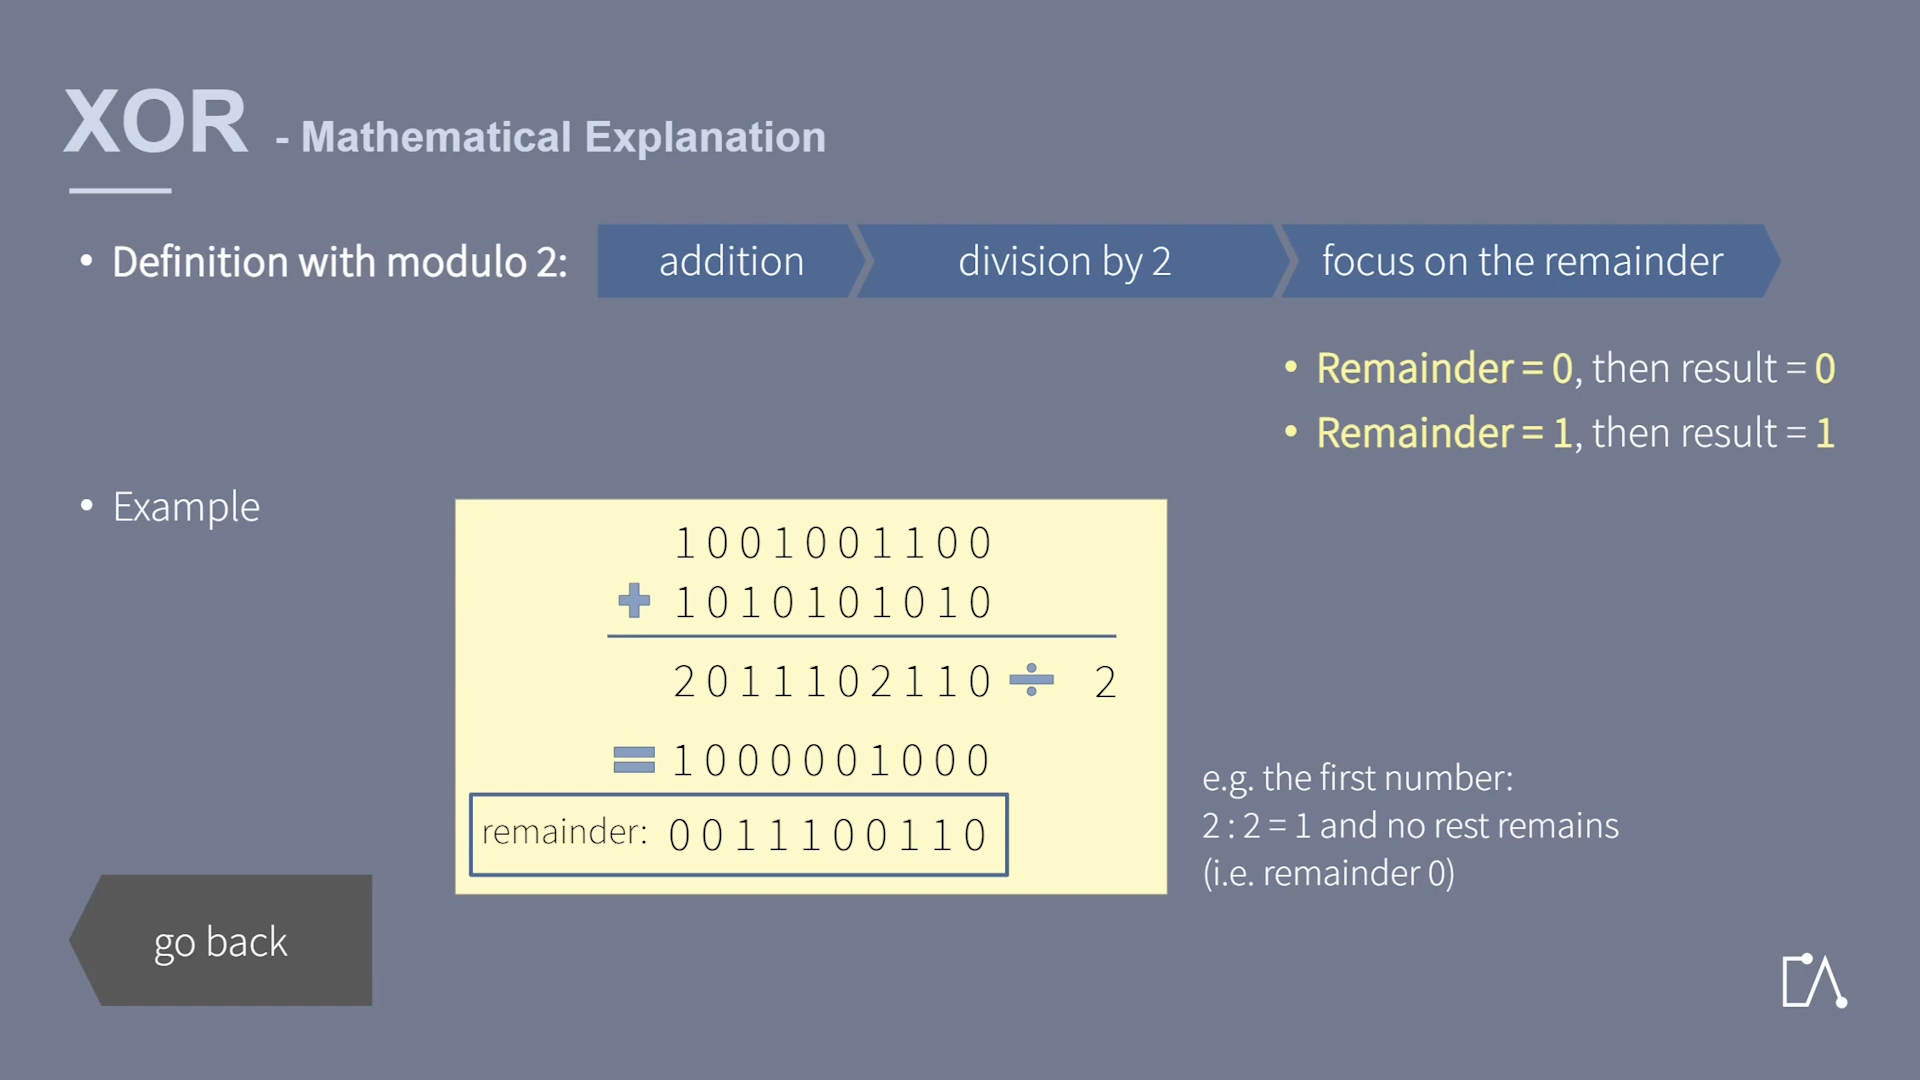 XOR - Mathematical Explanation
• Definition with modulo 2: addition division by 2 focus on the remainder
• Remainder = 0, then result = 0
• Remainder = 1, then result = 1
• Example
1 0 0 1 0 0 1 1 0 0
+ 1 0 1 0 1 0 1 0 1 0
2 0 1 1 1 0 2 1 1 0 ÷ 2
= 1 0 0 0 0 0 1 0 0 0
remainder: 0 0 1 1 1 0 0 1 1 0
e.g. the first number:
2 : 2 = 1 and no rest remains
(i.e. remainder 0)
go back